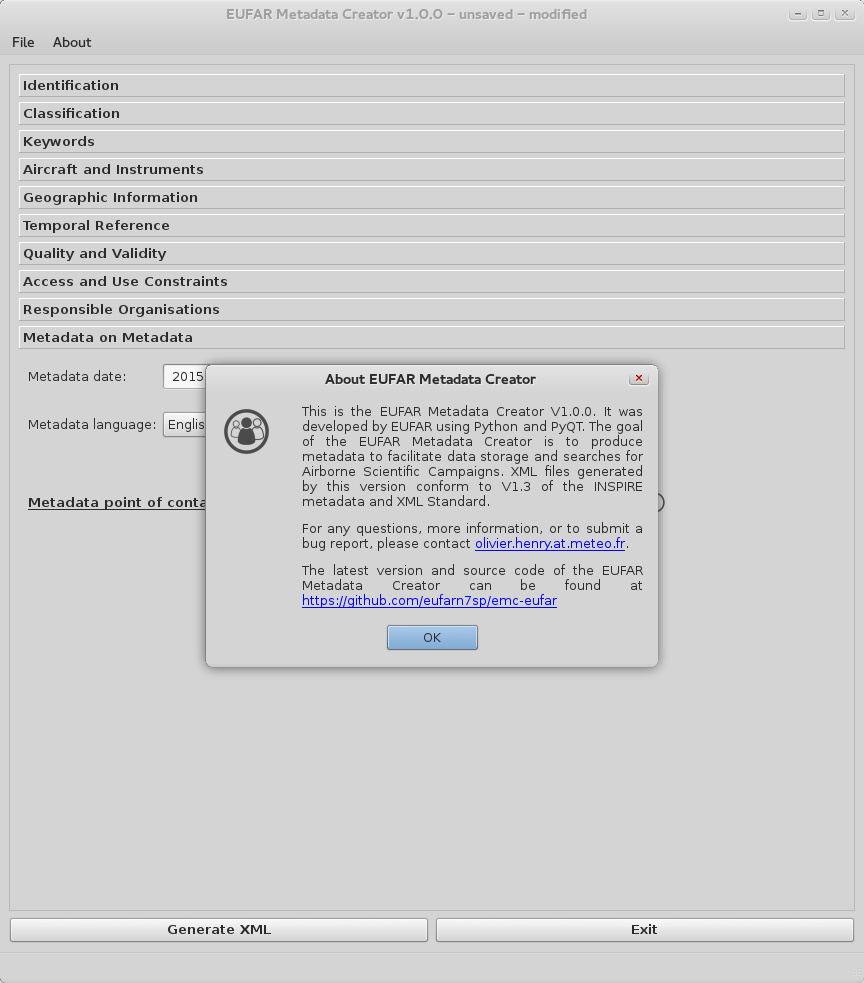 EUFAR Metadata Creator v1.0.0 – unsaved – modified
File About
Identification
Classification
Keywords
Aircraft and Instruments
Geographic Information
Temporal Reference
Quality and Validity
Access and Use Constraints
Responsible Organisations
Metadata on Metadata
Metadata date: 2015
Metadata language: Englis
Metadata point of conta
About EUFAR Metadata Creator
This is the EUFAR Metadata Creator V1.0.0. It was
developed by EUFAR using Python and PyQT. The goal
of the EUFAR Metadata Creator is to produce
metadata to facilitate data storage and searches for
Airborne Scientific Campaigns. XML files generated
by this version conform to V1.3 of the INSPIRE
metadata and XML Standard.
For any questions, more information, or to submit a
bug report, please contact olivier.henry.at.meteo.fr.
The latest version and source code of the EUFAR
Metadata Creator can be found at
https://github.com/eufarn7sp/emc-eufar
OK
Generate XML Exit